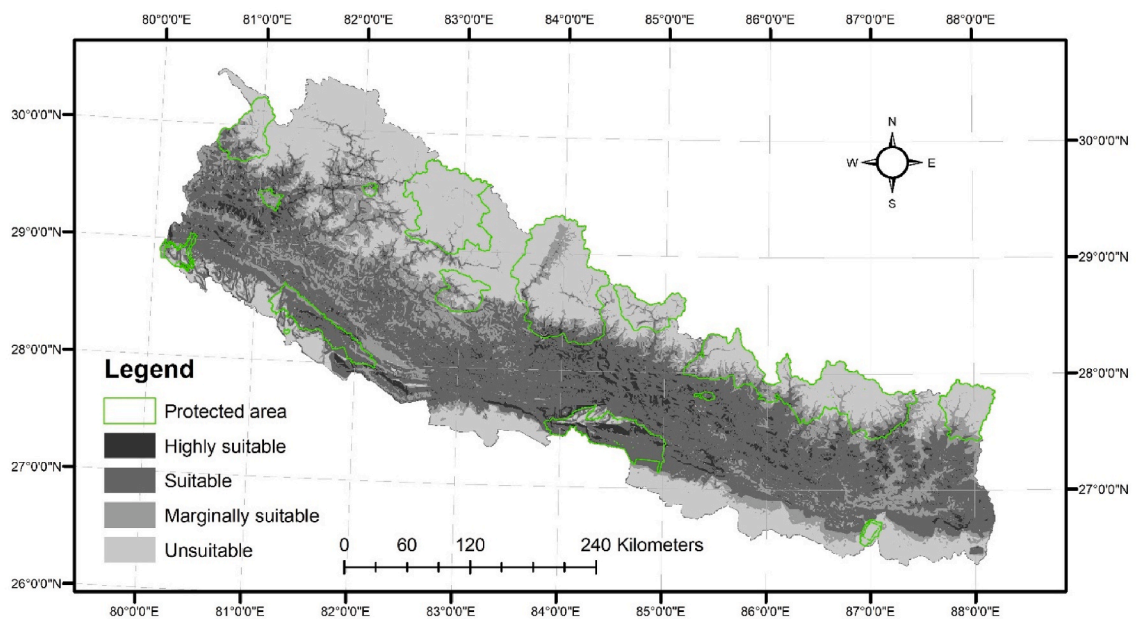 80°0'0"E 81°0'0"E 82°0'0"E 83°0'0"E 84°0'0"E 85°0'0"E 86°0'0"E 87°0'0"E 88°0'0"E
30°0'0"N
30°0'0"N
N
W E
S
29°0'0"N
29°0'0"N
28°0'0"N
28°0'0"N
Legend
Protected area
Highly suitable
Suitable
Marginally suitable
Unsuitable
27°0'0"N
27°0'0"N
0 60 120 240 Kilometers
26°0'0"N
80°0'0"E 81°0'0"E 82°0'0"E 83°0'0"E 84°0'0"E 85°0'0"E 86°0'0"E 87°0'0"E 88°0'0"E